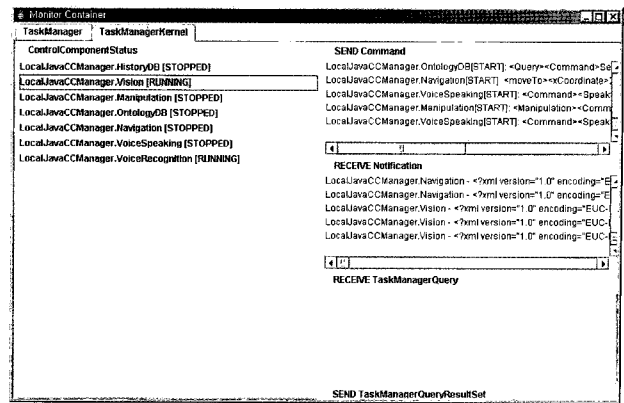 Monitor Container
TaskManager TaskManagerKernel
ControlComponentStatus
LocalJavaCCManager.HistoryDB [STOPPED]
LocalJavaCCManager.Vision [RUNNING]
LocalJavaCCManager.Manipulation [STOPPED]
LocalJavaCCManager.OntologyDB [STOPPED]
LocalJavaCCManager.Navigation [STOPPED]
LocalJavaCCManager.VoiceSpeaking [STOPPED]
LocalJavaCCManager.VoiceRecognition [RUNNING]
SEND Command
LocalJavaCCManager.OntologyDB[START]: <Query><Command>Se
LocalJavaCCManager.Navigation[START] <moveTo><xCoordinate>
LocalJavaCCManager.VoiceSpeaking[START]: <Command><Speak
LocalJavaCCManager.Manipulation[START]: <Manipulation><Comm
LocalJavaCCManager.VoiceSpeaking[START]: <Command><Speak
RECEIVE Notification
LocalJavaCCManager.Navigation - <?xml version="1.0" encoding="EU
LocalJavaCCManager.Navigation - <?xml version="1.0" encoding="E
LocalJavaCCManager.Vision - <?xml version="1.0" encoding="EUC-
LocalJavaCCManager.Vision - <?xml version="1.0" encoding="EUC-
LocalJavaCCManager.Vision - <?xml version="1.0" encoding="EUC-
RECEIVE TaskManagerQuery
SEND TaskManagerQueryResultSet